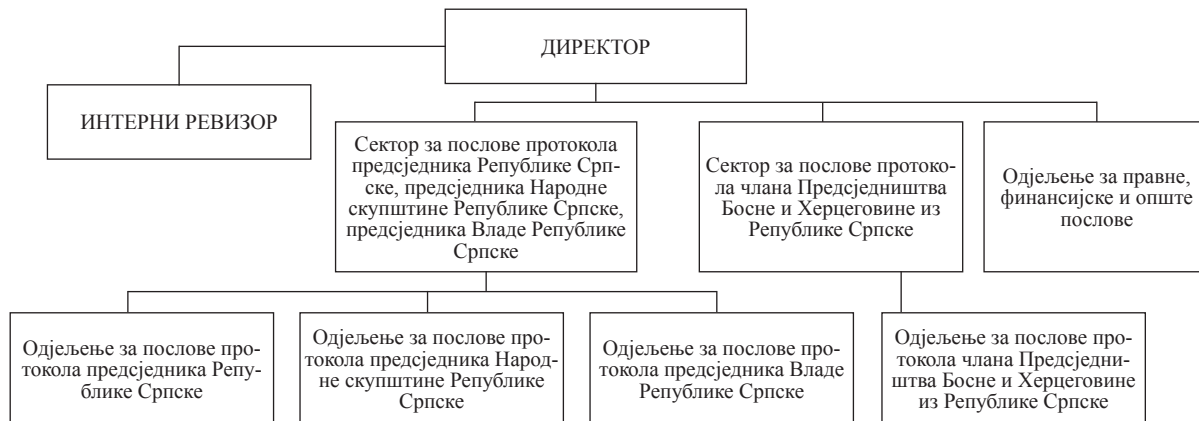 ДИРЕКТОР
ИНТЕРНИ РЕВИЗОР
Сектор за послове протокола
предсједника Републике Срп-
ске, предсједника Народне
скупштине Републике Српске,
предсједника Владе Републике
Српске
Сектор за послове протоко-
ла члана Предсједништва
Босне и Херцеговине из
Републике Српске
Одјељење за правне,
финансијске и опште
послове
Одјељење за послове про-
токола предсједника Репу-
блике Српске
Одјељење за послове про-
токола предсједника Народ-
не скупштине Републике
Српске
Одјељење за послове про-
токола предсједника Владе
Републике Српске
Одјељење за послове про-
токола члана Предсједни-
штва Босне и Херцеговине
из Републике Српске